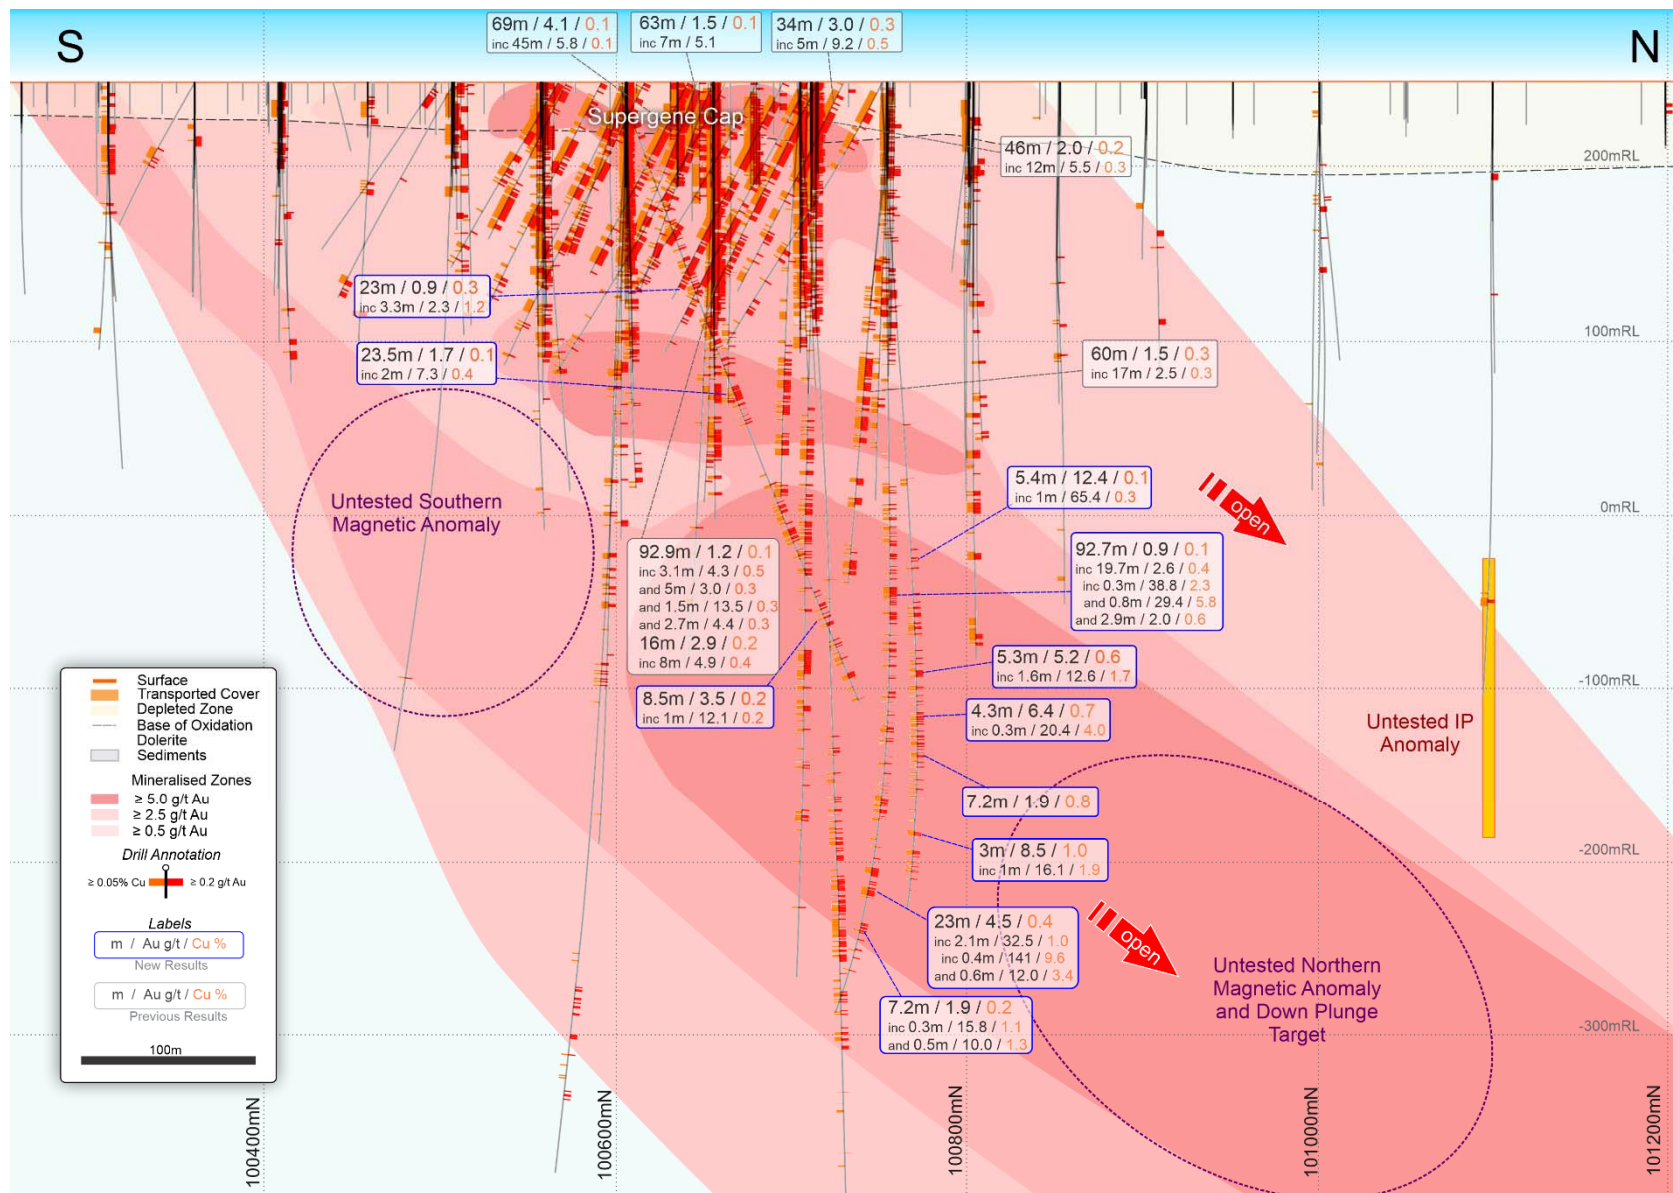 S
N
69m / 4.1 / 0.1
inc 45m / 5.8 / 0.1
63m / 1.5 / 0.1
inc 7m / 5.1
34m / 3.0 / 0.3
inc 5m / 9.2 / 0.5
Supergene Cap
46m / 2.0 / 0.2
inc 12m / 5.5 / 0.3
200mRL
23m / 0.9 / 0.3
inc 3.3m / 2.3 / 1.2
100mRL
23.5m / 1.7 / 0.1
inc 2m / 7.3 / 0.4
60m / 1.5 / 0.3
inc 17m / 2.5 / 0.3
Untested Southern
Magnetic Anomaly
5.4m / 12.4 / 0.1
inc 1m / 65.4 / 0.3
open
0mRL
92.9m / 1.2 / 0.1
inc 3.1m / 4.3 / 0.5
and 5m / 3.0 / 0.3
and 1.5m / 13.5 / 0.3
and 2.7m / 4.4 / 0.3
16m / 2.9 / 0.2
inc 8m / 4.9 / 0.4
92.7m / 0.9 / 0.1
inc 19.7m / 2.6 / 0.4
inc 0.3m / 38.8 / 2.3
and 0.8m / 29.4 / 5.8
and 2.9m / 2.0 / 0.6
5.3m / 5.2 / 0.6
inc 1.6m / 12.6 / 1.7
8.5m / 3.5 / 0.2
inc 1m / 12.1 / 0.2
-100mRL
4.3m / 6.4 / 0.7
inc 0.3m / 20.4 / 4.0
Untested IP
Anomaly
7.2m / 1.9 / 0.8
3m / 8.5 / 1.0
inc 1m / 16.1 / 1.9
-200mRL
23m / 4.5 / 0.4
inc 2.1m / 32.5 / 1.0
inc 0.4m / 141 / 9.6
and 0.6m / 12.0 / 3.4
open
Untested Northern
Magnetic Anomaly
and Down Plunge
Target
7.2m / 1.9 / 0.2
inc 0.3m / 15.8 / 1.1
and 0.5m / 10.0 / 1.3
-300mRL
Surface
Transported Cover
Depleted Zone
Base of Oxidation
Dolerite
Sediments
Mineralised Zones
≥ 5.0 g/t Au
≥ 2.5 g/t Au
≥ 0.5 g/t Au
Drill Annotation
≥ 0.05% Cu
≥ 0.2 g/t Au
Labels
m / Au g/t / Cu %
New Results
m / Au g/t / Cu %
Previous Results
100m
100400mN
100600mN
100800mN
101000mN
101200mN